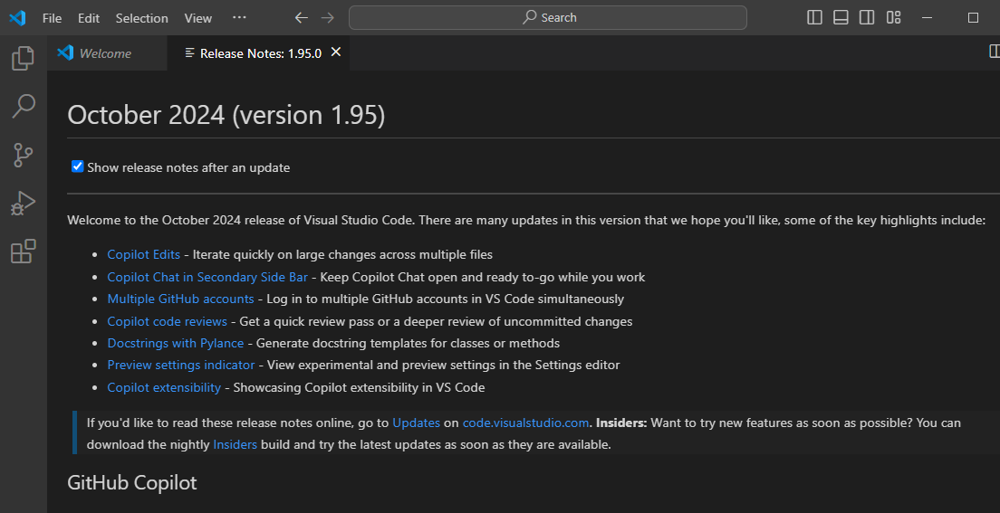 File Edit Selection View ··· Search
Welcome Release Notes: 1.95.0
October 2024 (version 1.95)
Show release notes after an update
Welcome to the October 2024 release of Visual Studio Code. There are many updates in this version that we hope you'll like, some of the key highlights include:
• Copilot Edits - Iterate quickly on large changes across multiple files
• Copilot Chat in Secondary Side Bar - Keep Copilot Chat open and ready to-go while you work
• Multiple GitHub accounts - Log in to multiple GitHub accounts in VS Code simultaneously
• Copilot code reviews - Get a quick review pass or a deeper review of uncommitted changes
• Docstrings with Pylance - Generate docstring templates for classes or methods
• Preview settings indicator - View experimental and preview settings in the Settings editor
• Copilot extensibility - Showcasing Copilot extensibility in VS Code
If you'd like to read these release notes online, go to Updates on code.visualstudio.com. Insiders: Want to try new features as soon as possible? You can
download the nightly Insiders build and try the latest updates as soon as they are available.
GitHub Copilot